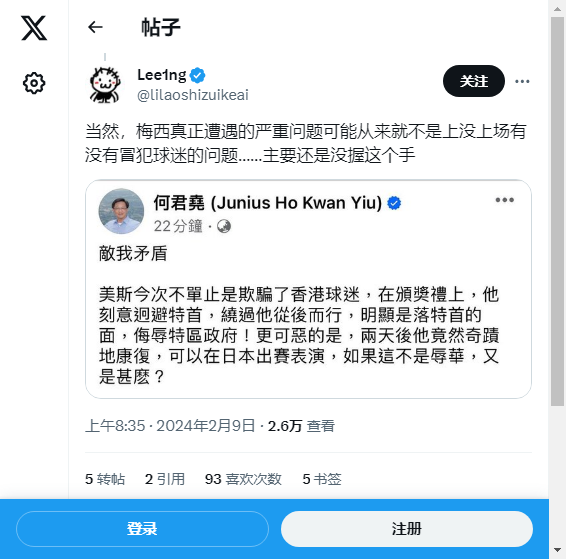 帖子
Lee1ng
@lilaoshizuikeai
关注
当然，梅西真正遭遇的严重问题可能从来就不是上没上场有
没有冒犯球迷的问题......主要还是没握这个手
何君堯 (Junius Ho Kwan Yiu)
22分鐘 ·
敵我矛盾
美斯今次不單止是欺騙了香港球迷，在頒獎禮上，他
刻意迴避特首，繞過他從後而行，明顯是落特首的
面，侮辱特區政府！更可惡的是，兩天後他竟然奇蹟
地康復，可以在日本出賽表演，如果這不是辱華，又
是甚麽？
上午8:35 · 2024年2月9日 · 2.6万 查看
5 转帖 2 引用 93 喜欢次数 5 书签
登录
注册